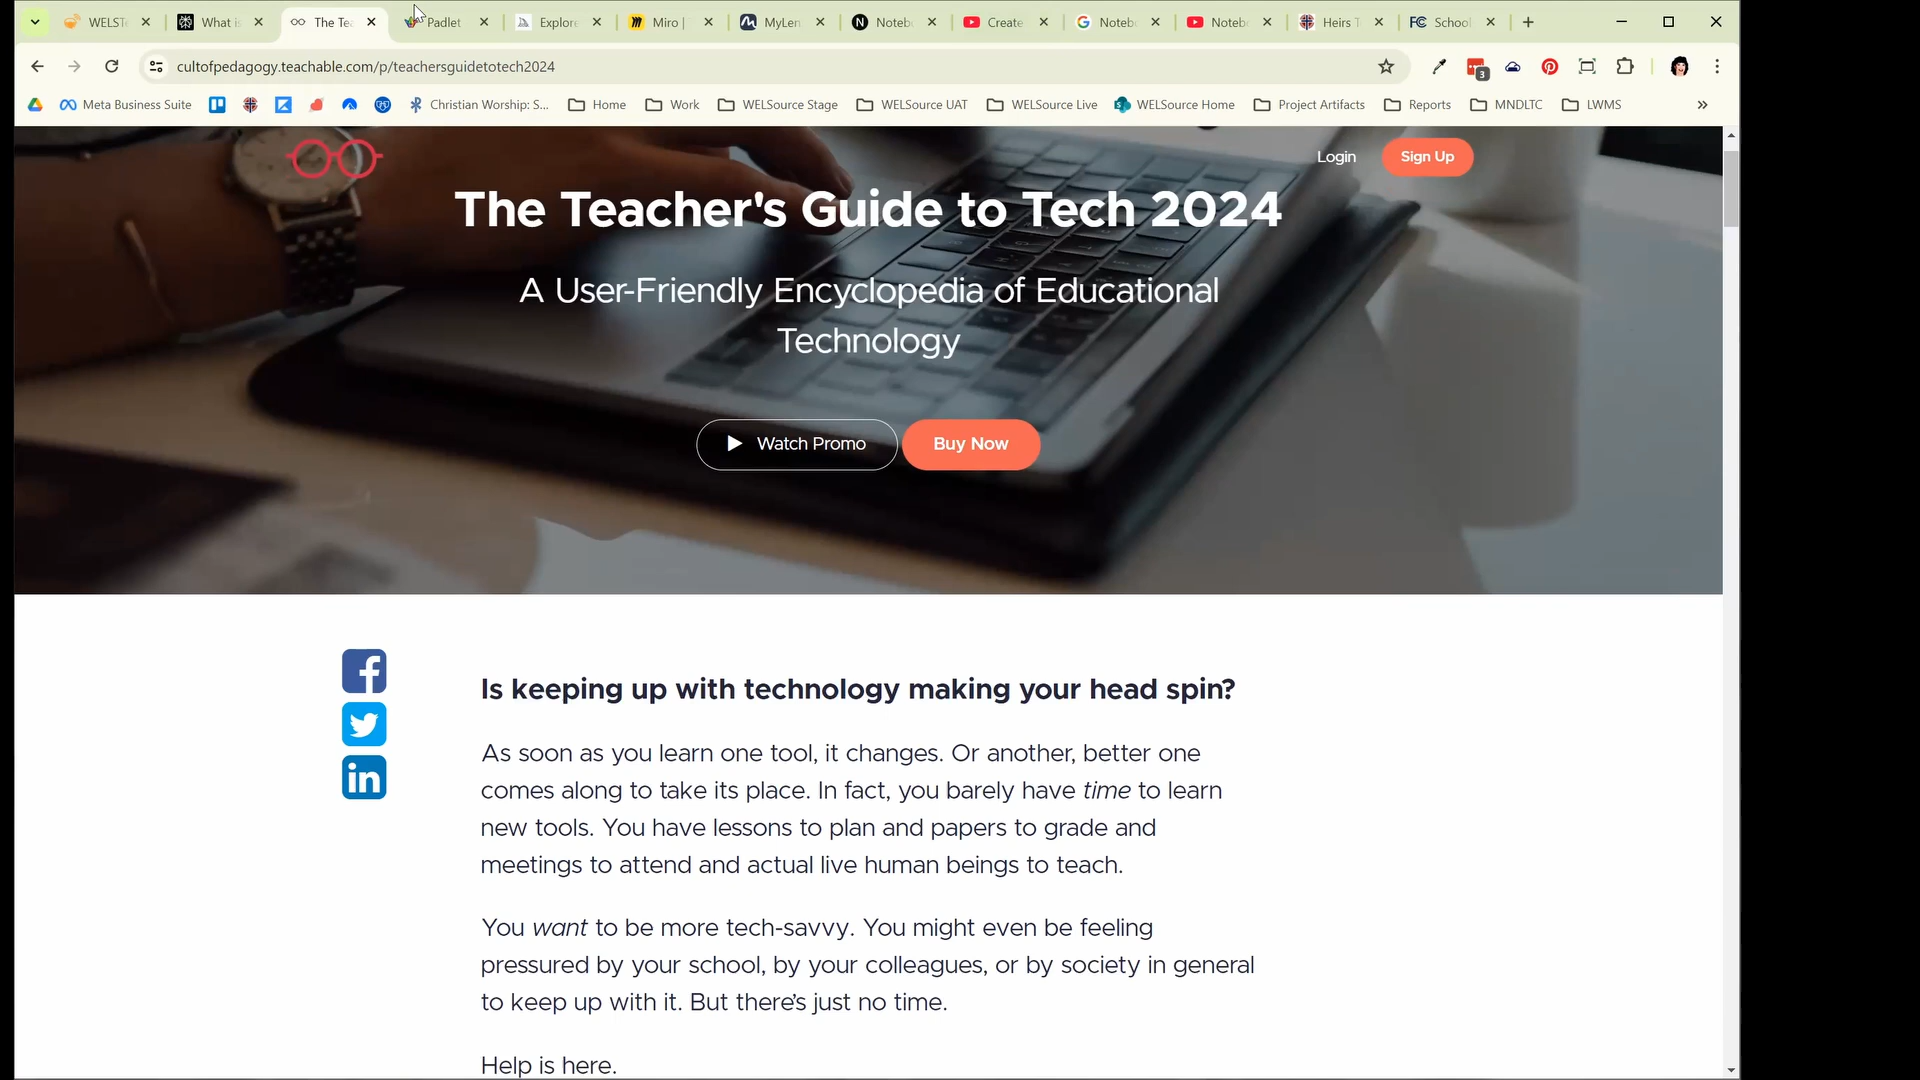 WELST
What is
The Tea
Padlet
Explore
Miro |
MyLen
Noteb
Create
Noteb
Noteb
Heirs T
School
cultofpedagogy.teachable.com/p/teachersguidetotech2024
3
Meta Business Suite
Christian Worship: S...
Home
Work
WELSource Stage
WELSource UAT
WELSource Live
WELSource Home
Project Artifacts
Reports
MNDLTC
LWMS
Login
Sign Up
The Teacher's Guide to Tech 2024
A User-Friendly Encyclopedia of Educational
Technology
Watch Promo
Buy Now
Is keeping up with technology making your head spin?
As soon as you learn one tool, it changes. Or another, better one
comes along to take its place. In fact, you barely have time to learn
new tools. You have lessons to plan and papers to grade and
meetings to attend and actual live human beings to teach.
You want to be more tech-savvy. You might even be feeling
pressured by your school, by your colleagues, or by society in general
to keep up with it. But there's just no time.
Help is here.